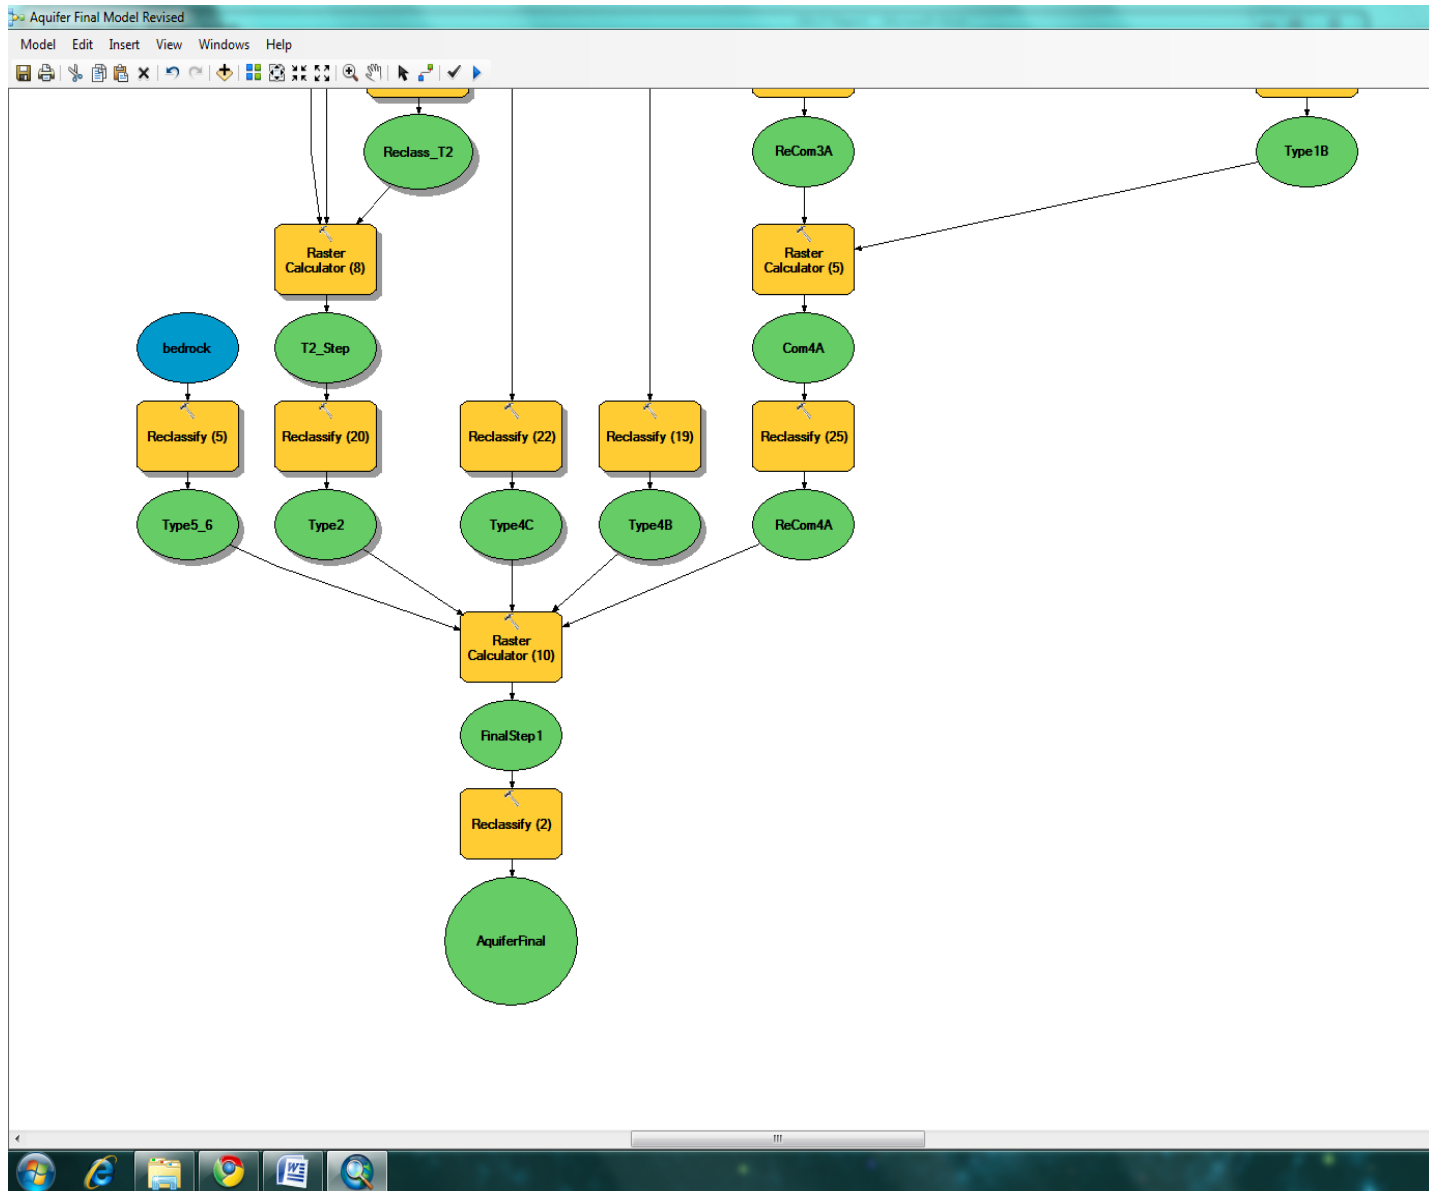 Aquifer Final Model Revised
Model Edit Insert View Windows Help
Reclass_T2
ReCom3A
Type1B
Raster
Calculator (8)
Raster
Calculator (5)
bedrock
T2_Step
Com4A
Reclassify (5)
Reclassify (20)
Reclassify (22)
Reclassify (19)
Reclassify (25)
Type5_6
Type2
Type4C
Type4B
ReCom4A
Raster
Calculator (10)
FinalStep1
Reclassify (2)
AquiferFinal